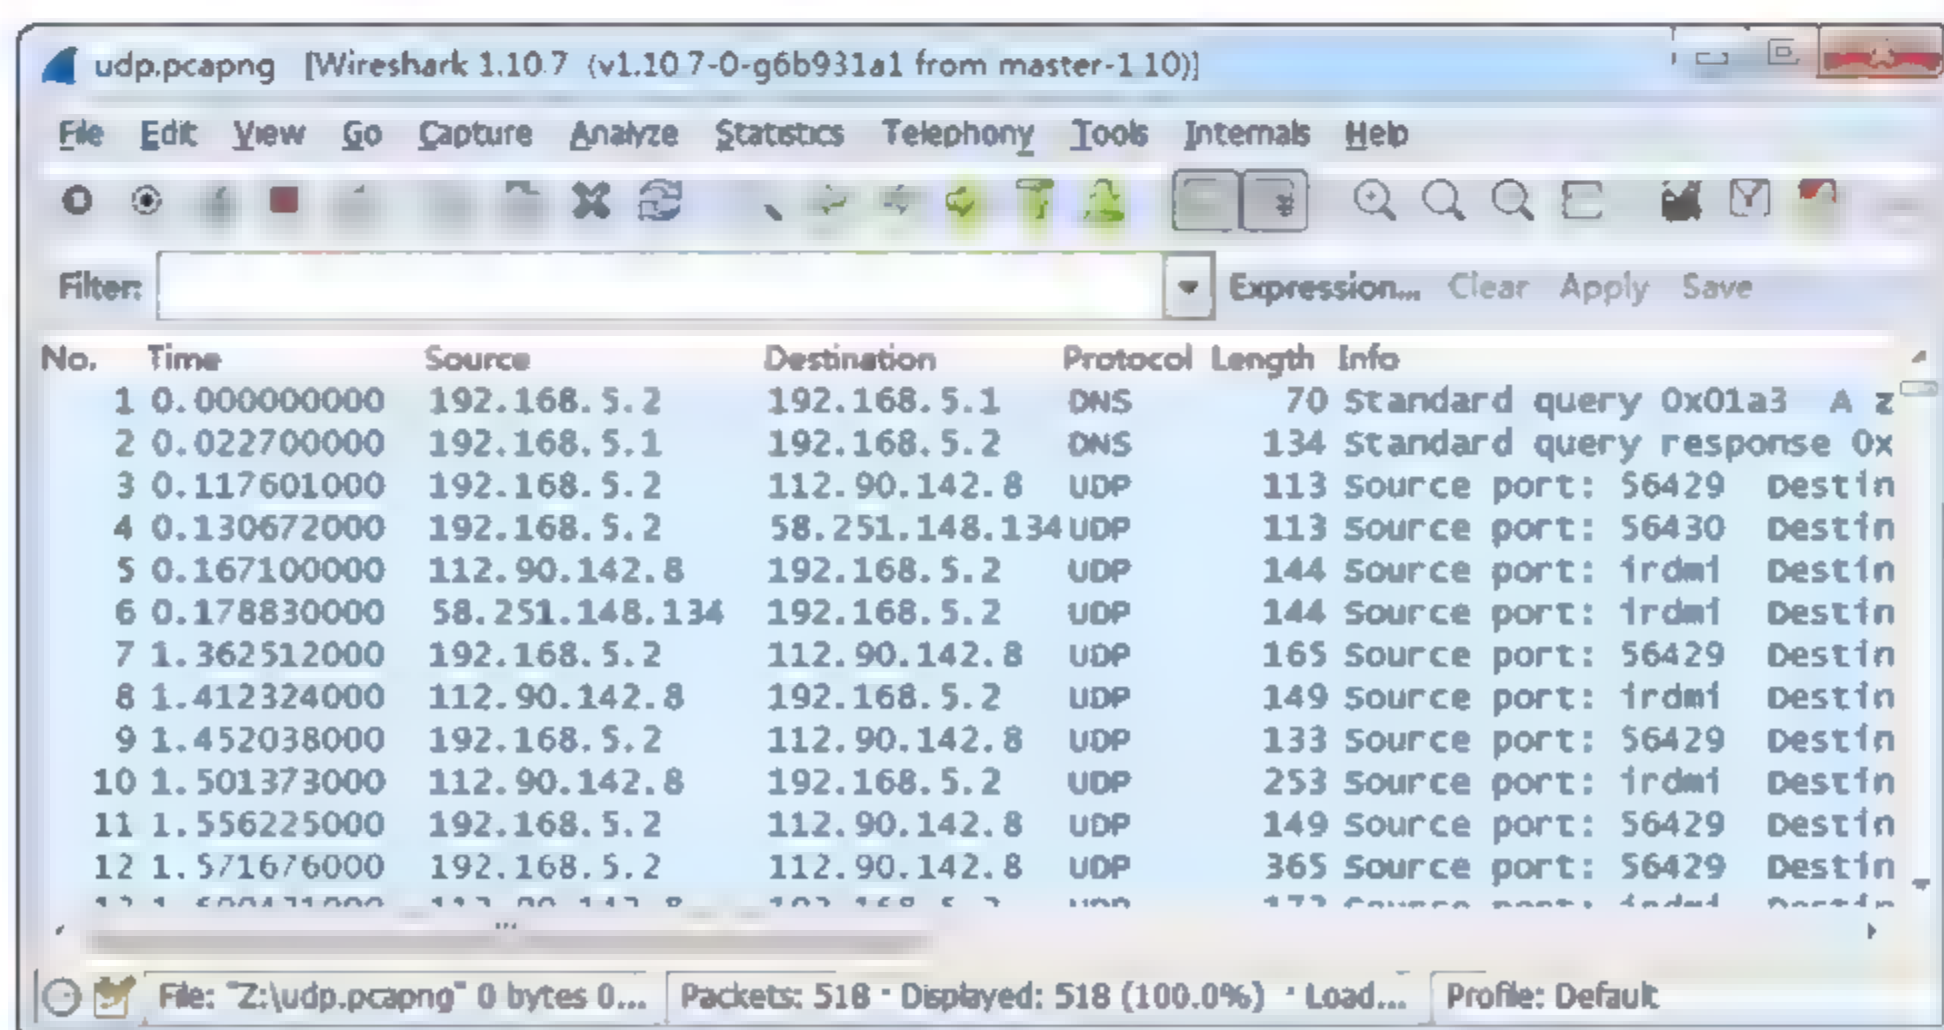 udp.pcapng [Wireshark 1.10.7 (v1.10.7-0-g6b931a1 from master-1.10)]
File Edit View Go Capture Analyze Statistics Telephony Tools Internals Help
Filter: Expression... Clear Apply Save
No. Time Source Destination Protocol Length Info
1 0.000000000 192.168.5.2 192.168.5.1 DNS 70 Standard query 0x01a3 A z
2 0.022700000 192.168.5.1 192.168.5.2 DNS 134 Standard query response 0x
3 0.117601000 192.168.5.2 112.90.142.8 UDP 113 Source port: 56429 Destin
4 0.130672000 192.168.5.2 58.251.148.134 UDP 113 Source port: 56430 Destin
5 0.167100000 112.90.142.8 192.168.5.2 UDP 144 Source port: irdmi Destin
6 0.178830000 58.251.148.134 192.168.5.2 UDP 144 Source port: irdmi Destin
7 1.362512000 192.168.5.2 112.90.142.8 UDP 165 Source port: 56429 Destin
8 1.412324000 112.90.142.8 192.168.5.2 UDP 149 Source port: irdmi Destin
9 1.452038000 192.168.5.2 112.90.142.8 UDP 133 Source port: 56429 Destin
10 1.501373000 112.90.142.8 192.168.5.2 UDP 253 Source port: irdmi Destin
11 1.556225000 192.168.5.2 112.90.142.8 UDP 149 Source port: 56429 Destin
12 1.571676000 192.168.5.2 112.90.142.8 UDP 365 Source port: 56429 Destin
File: "Z:\udp.pcapng" 0 bytes 0... Packets: 518 · Displayed: 518 (100.0%) · Load... Profile: Default